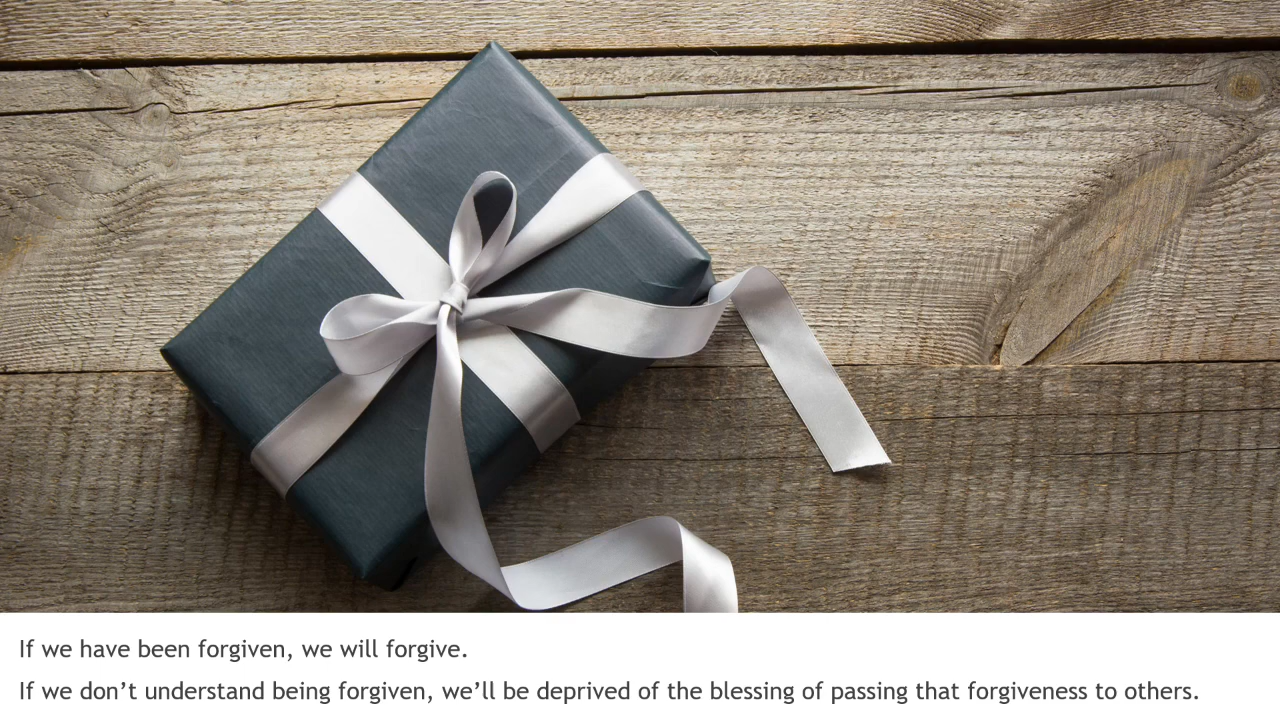 If we have been forgiven, we will forgive.
If we don’t understand being forgiven, we’ll be deprived of the blessing of passing that forgiveness to others.